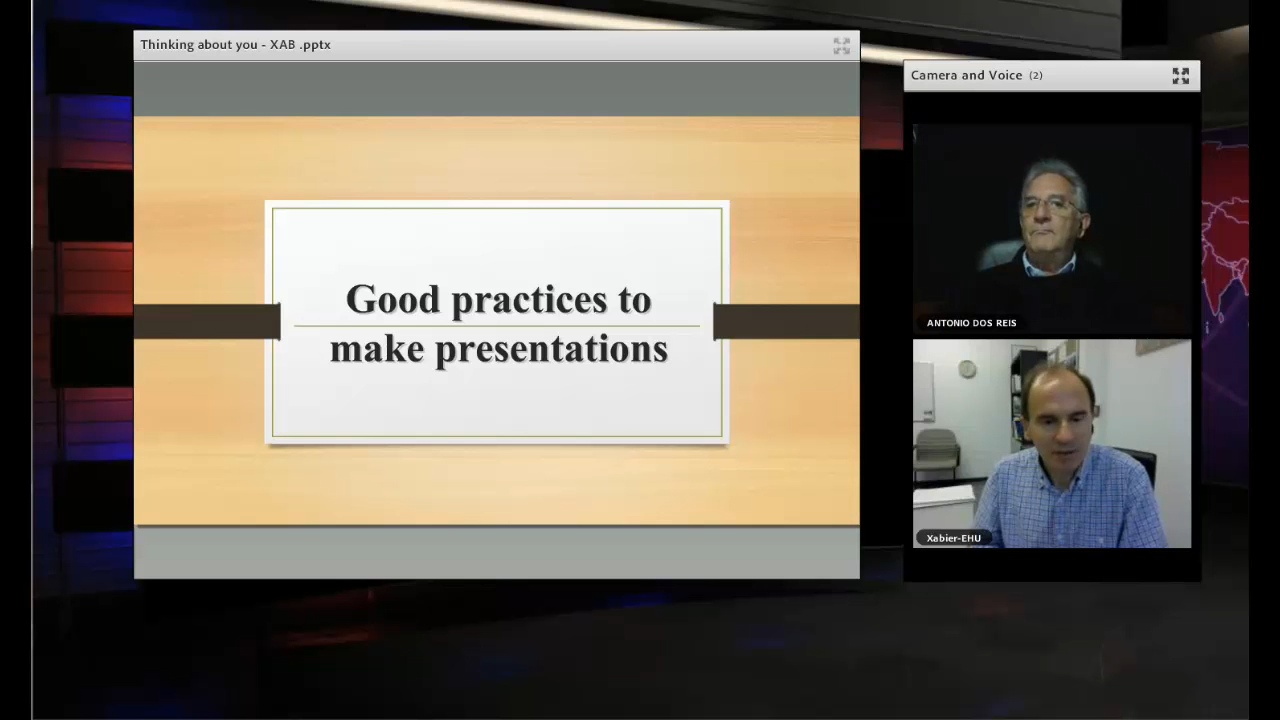 Thinking about you - XAB .pptx
Good practices to
make presentations
Camera and Voice (2)
ANTONIO DOS REIS
Xabier-EHU